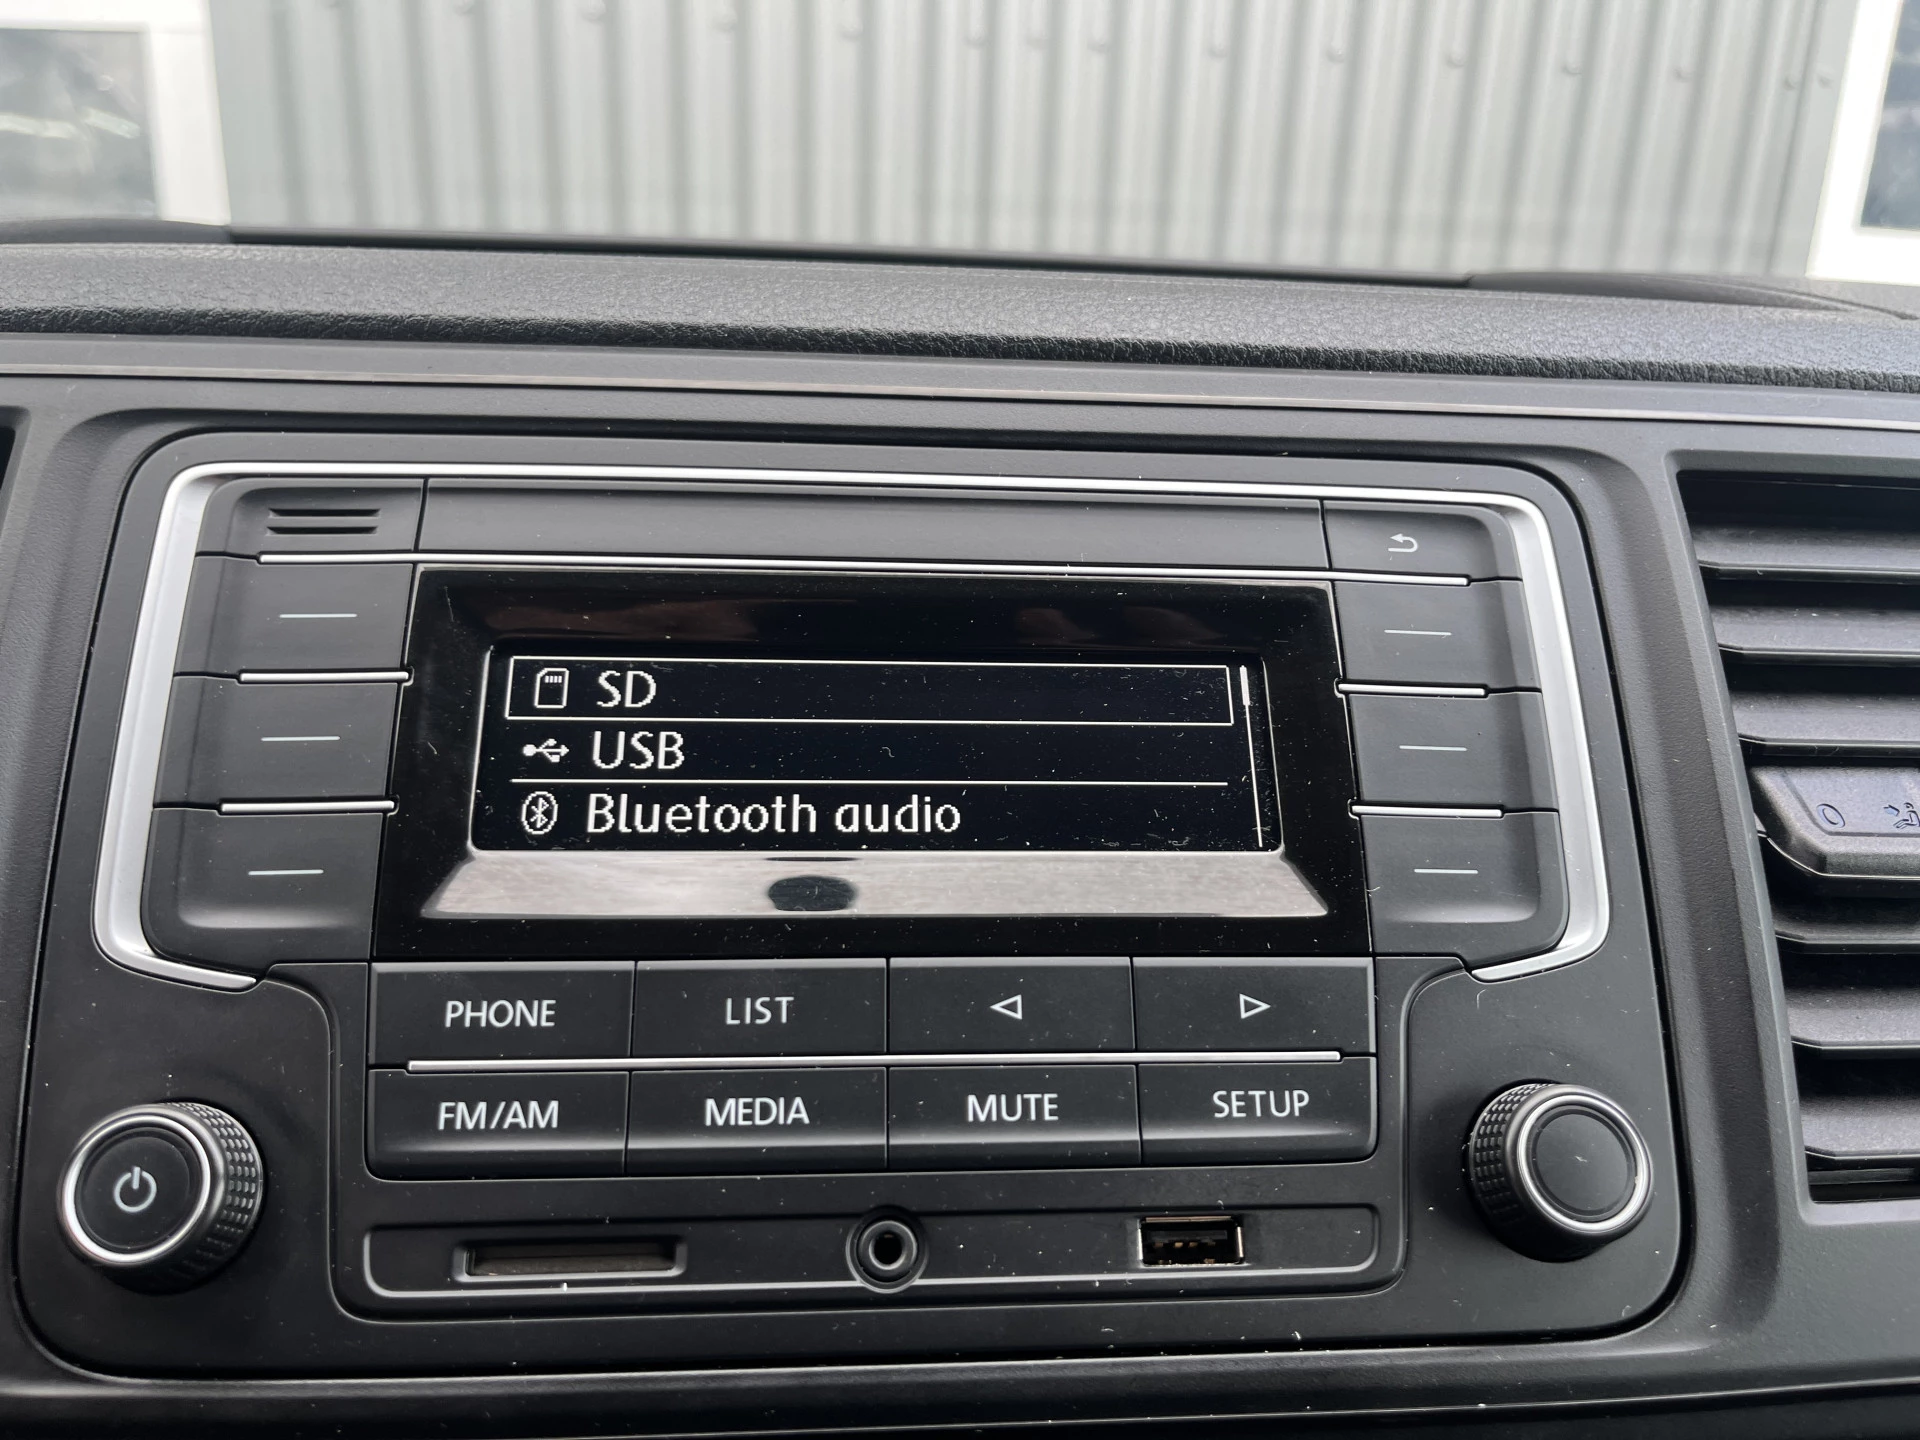 SD
USB
Bluetooth audio
PHONE LIST
FM/AM MEDIA MUTE SETUP